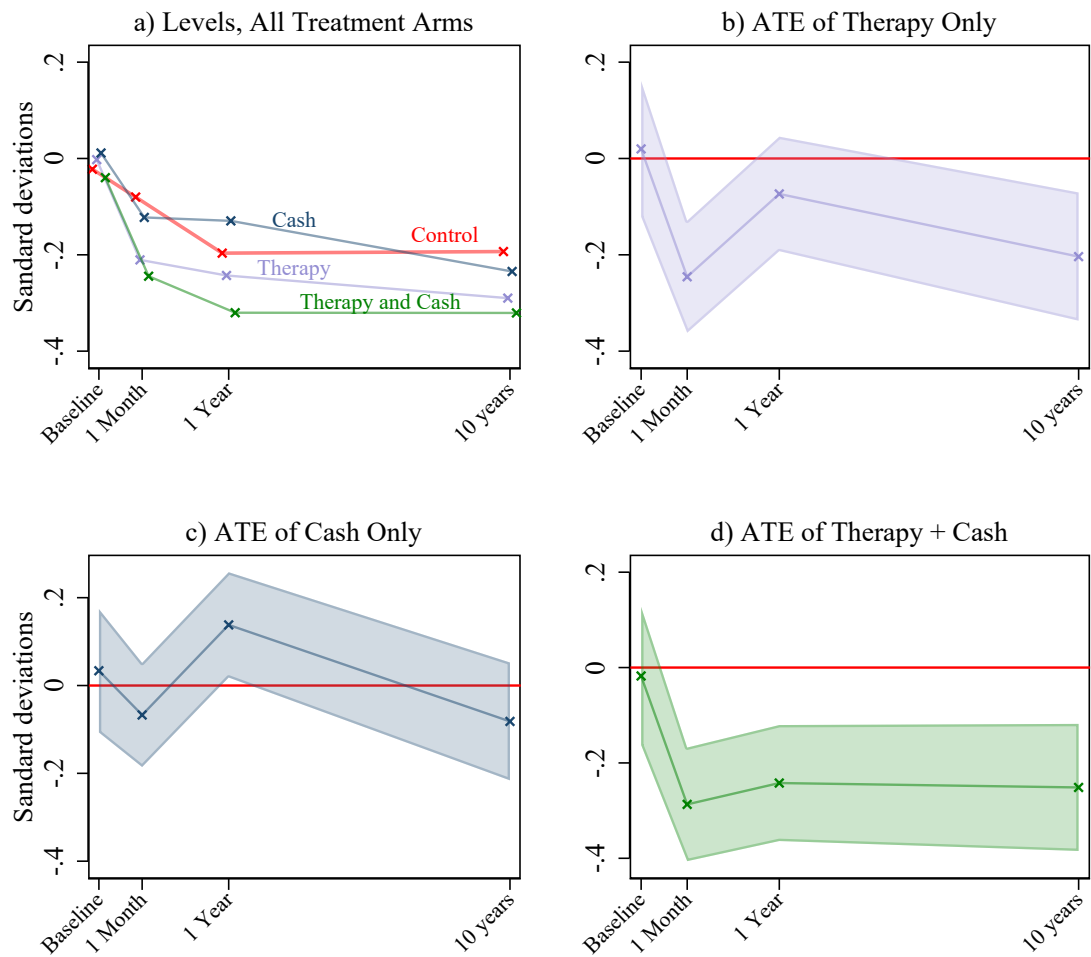 a) Levels, All Treatment Arms
Sandard deviations
.2
0
-.2
-.4
Cash
Control
Therapy
Therapy and Cash
Baseline
1 Month
1 Year
10 years
b) ATE of Therapy Only
.2
0
-.2
-.4
Baseline
1 Month
1 Year
10 years
c) ATE of Cash Only
Sandard deviations
.2
0
-.2
-.4
Baseline
1 Month
1 Year
10 years
d) ATE of Therapy + Cash
.2
0
-.2
-.4
Baseline
1 Month
1 Year
10 years